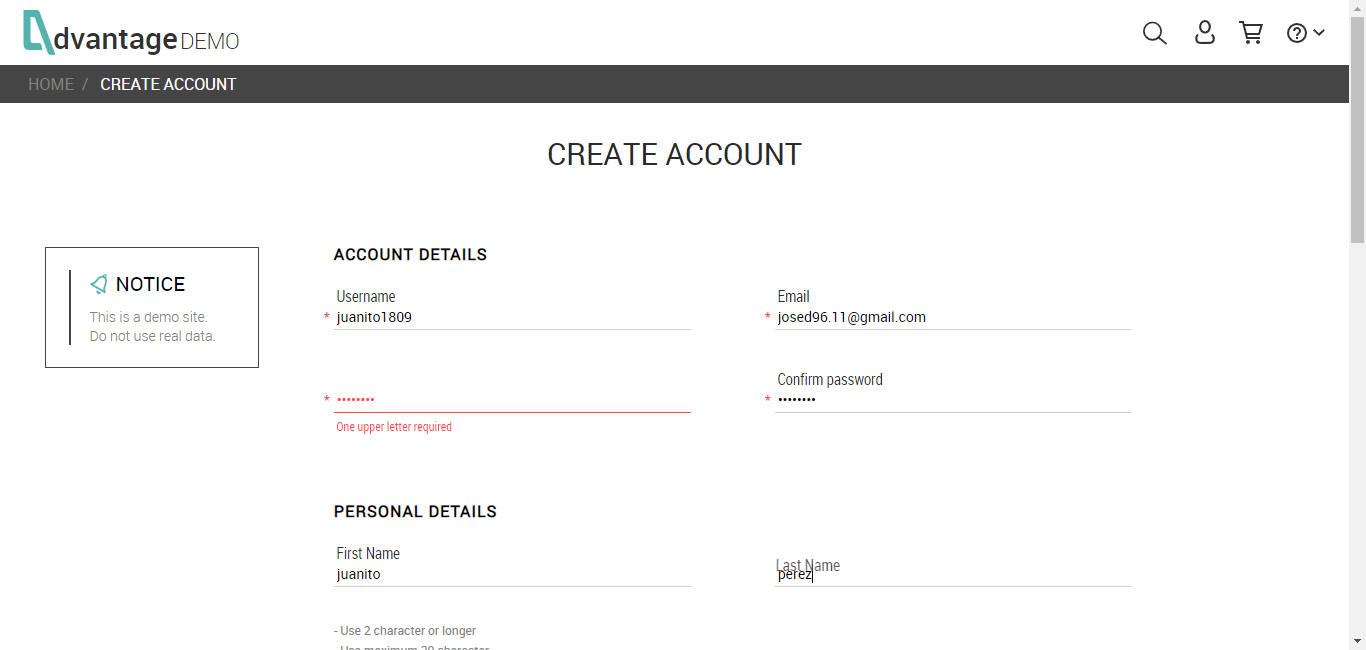 dvantage DEMO
HOME / CREATE ACCOUNT
CREATE ACCOUNT
NOTICE
This is a demo site.
Do not use real data.
ACCOUNT DETAILS
Username
* juanito1809
Email
* josed96.11@gmail.com
* ••••••••
One upper letter required
Confirm password
* ••••••••
PERSONAL DETAILS
First Name
juanito
Last Name
perez
- Use 2 character or longer
- Use maximum 30 character